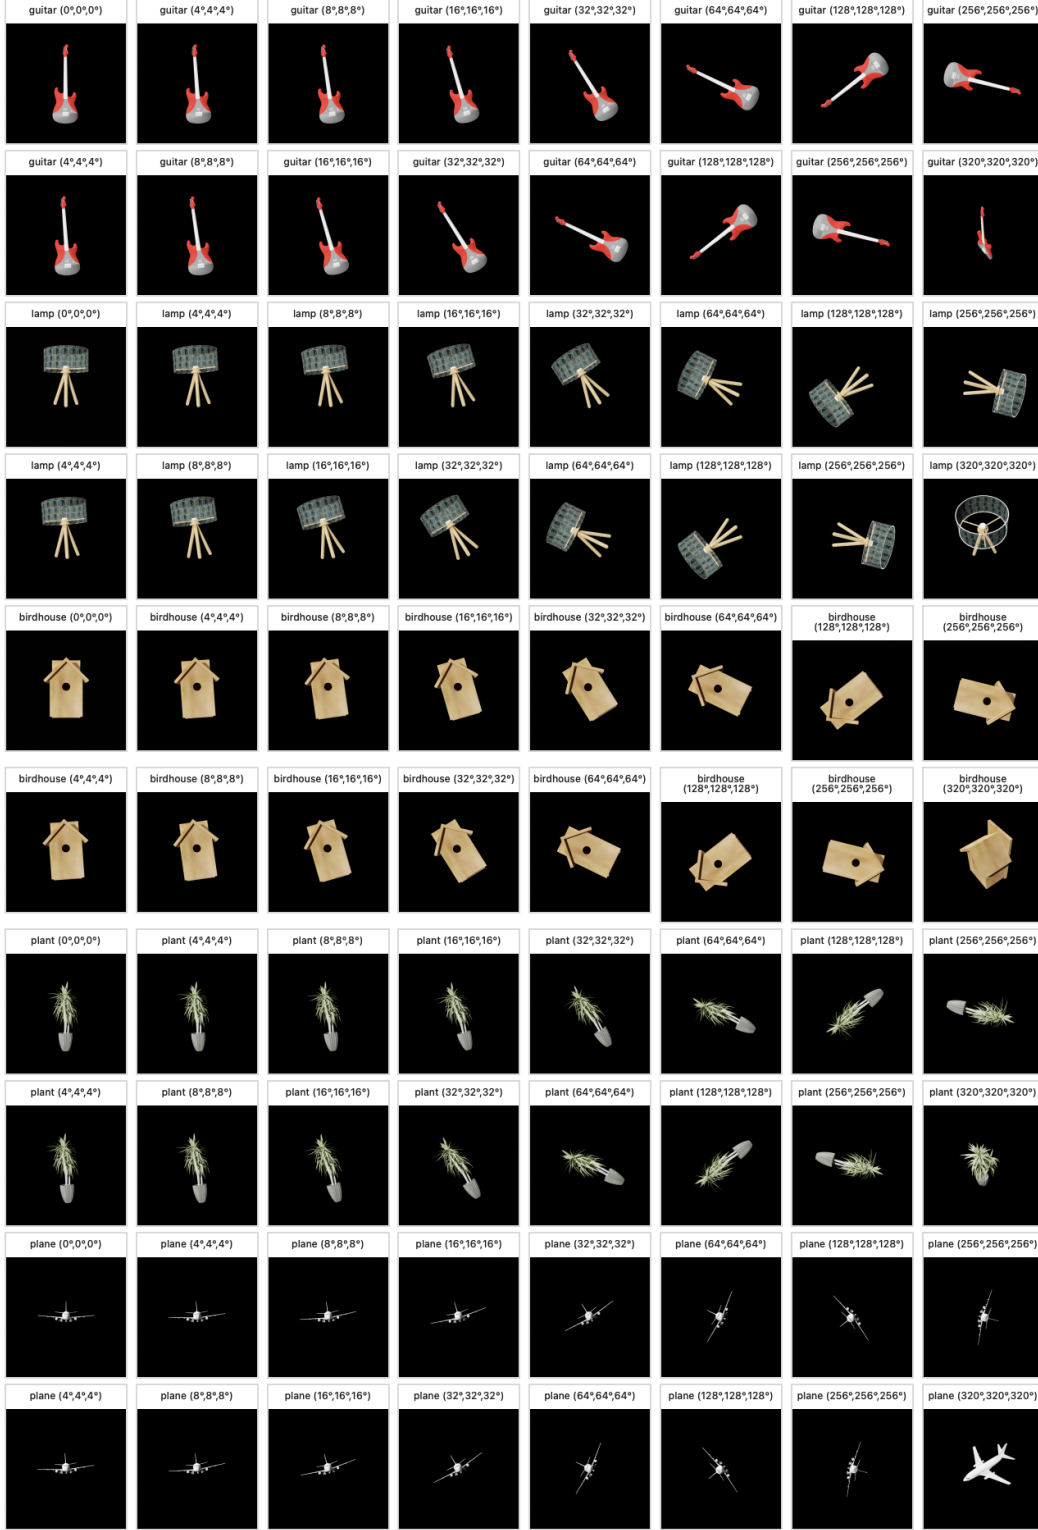 guitar (0°,0°,0°)
guitar (4°,4°,4°)
guitar (8°,8°,8°)
guitar (16°,16°,16°)
guitar (32°,32°,32°)
guitar (64°,64°,64°)
guitar (128°,128°,128°)
guitar (256°,256°,256°)
guitar (4°,4°,4°)
guitar (8°,8°,8°)
guitar (16°,16°,16°)
guitar (32°,32°,32°)
guitar (64°,64°,64°)
guitar (128°,128°,128°)
guitar (256°,256°,256°)
guitar (320°,320°,320°)
lamp (0°,0°,0°)
lamp (4°,4°,4°)
lamp (8°,8°,8°)
lamp (16°,16°,16°)
lamp (32°,32°,32°)
lamp (64°,64°,64°)
lamp (128°,128°,128°)
lamp (256°,256°,256°)
lamp (4°,4°,4°)
lamp (8°,8°,8°)
lamp (16°,16°,16°)
lamp (32°,32°,32°)
lamp (64°,64°,64°)
lamp (128°,128°,128°)
lamp (256°,256°,256°)
lamp (320°,320°,320°)
birdhouse (0°,0°,0°)
birdhouse (4°,4°,4°)
birdhouse (8°,8°,8°)
birdhouse (16°,16°,16°)
birdhouse (32°,32°,32°)
birdhouse (64°,64°,64°)
birdhouse
(128°,128°,128°)
birdhouse
(256°,256°,256°)
birdhouse (4°,4°,4°)
birdhouse (8°,8°,8°)
birdhouse (16°,16°,16°)
birdhouse (32°,32°,32°)
birdhouse (64°,64°,64°)
birdhouse
(128°,128°,128°)
birdhouse
(256°,256°,256°)
birdhouse
(320°,320°,320°)
plant (0°,0°,0°)
plant (4°,4°,4°)
plant (8°,8°,8°)
plant (16°,16°,16°)
plant (32°,32°,32°)
plant (64°,64°,64°)
plant (128°,128°,128°)
plant (256°,256°,256°)
plant (4°,4°,4°)
plant (8°,8°,8°)
plant (16°,16°,16°)
plant (32°,32°,32°)
plant (64°,64°,64°)
plant (128°,128°,128°)
plant (256°,256°,256°)
plant (320°,320°,320°)
plane (0°,0°,0°)
plane (4°,4°,4°)
plane (8°,8°,8°)
plane (16°,16°,16°)
plane (32°,32°,32°)
plane (64°,64°,64°)
plane (128°,128°,128°)
plane (256°,256°,256°)
plane (4°,4°,4°)
plane (8°,8°,8°)
plane (16°,16°,16°)
plane (32°,32°,32°)
plane (64°,64°,64°)
plane (128°,128°,128°)
plane (256°,256°,256°)
plane (320°,320°,320°)